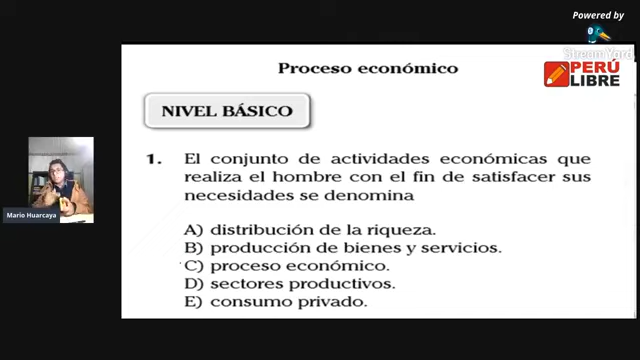 Powered by
StreamYard
Proceso económico
PERÚ
LIBRE
NIVEL BÁSICO
1. El conjunto de actividades económicas que
realiza el hombre con el fin de satisfacer sus
necesidades se denomina
A) distribución de la riqueza.
B) producción de bienes y servicios.
C) proceso económico.
D) sectores productivos.
E) consumo privado.
Mario Huarcaya